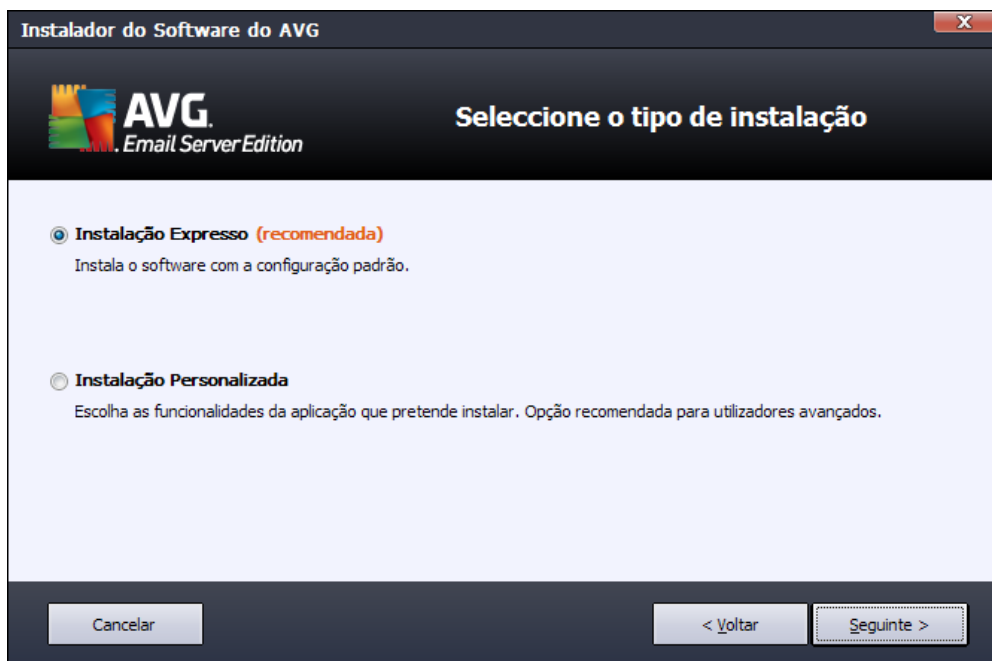 Instalador do Software do AVG
X
AVG.
Email Server Edition
Seleccione o tipo de instalação
Instalação Expresso (recomendada)
Instala o software com a configuração padrão.
Instalação Personalizada
Escolha as funcionalidades da aplicação que pretende instalar. Opção recomendada para utilizadores avançados.
Cancelar
< Voltar
Seguinte >